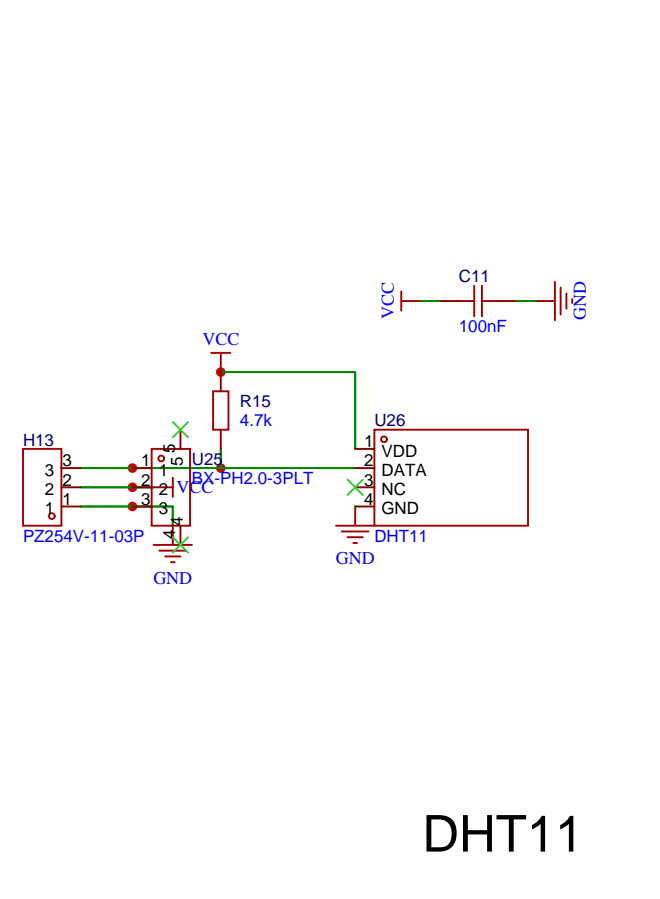 C11
VCC
GND
100nF
VCC
R15
4.7k
U26
H13
U25
BX-PH2.0-3PLT
1
VDD
2
DATA
3
NC
4
GND
DHT11
GND
3
3
2
2
1
1
PZ254V-11-03P
5
5
1
1
2
2
VCC
3
3
4
4
GND
DHT11